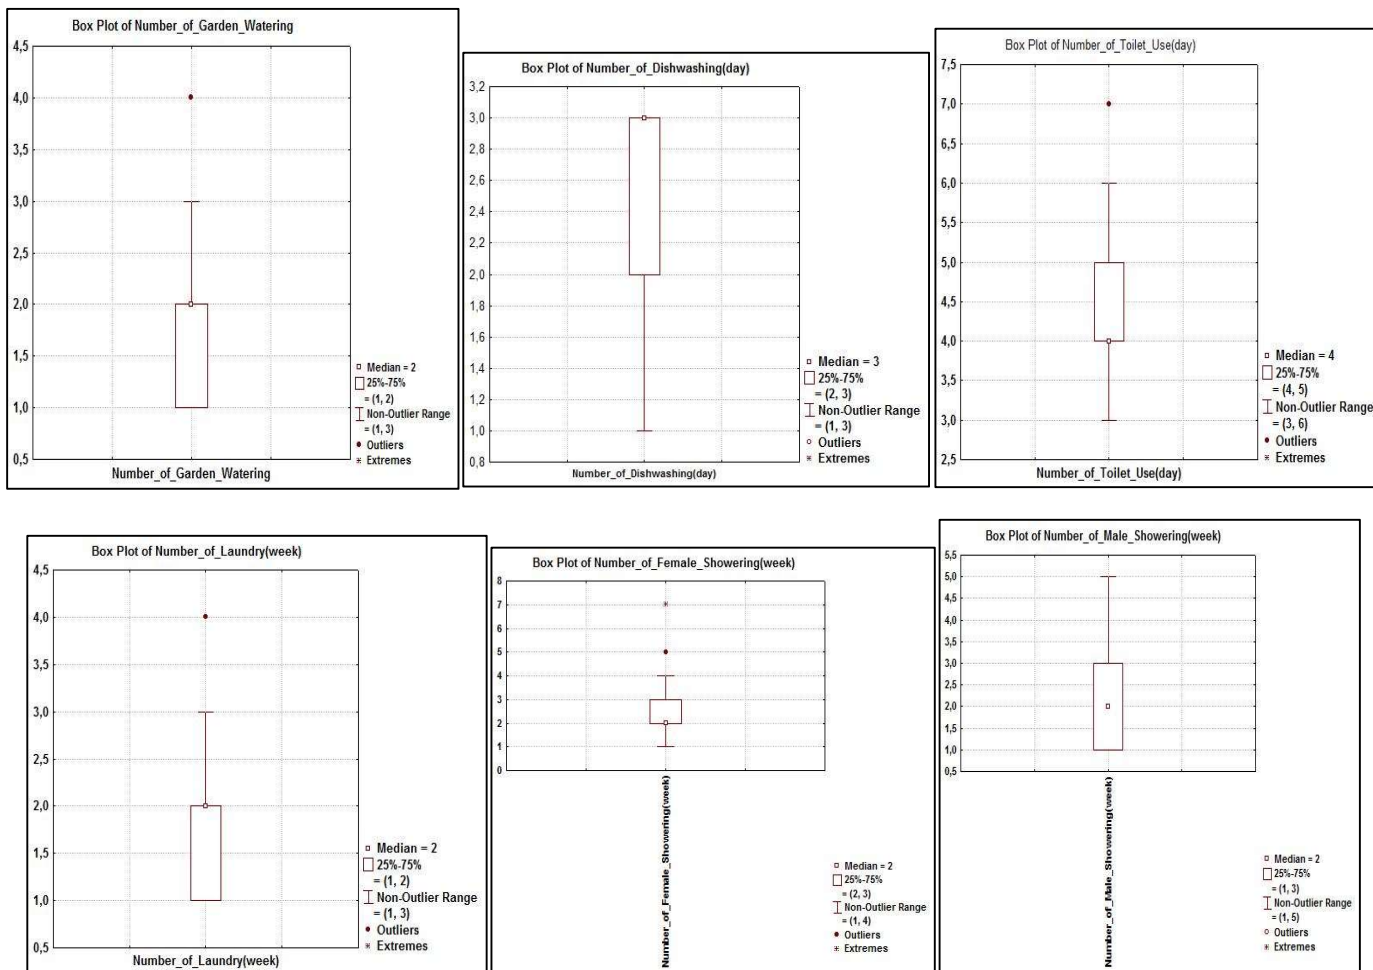 Box Plot of Number_of_Garden_Watering
4,5
4,0
3,5
3,0
2,5
2,0
1,5
1,0
0,5
Number_of_Garden_Watering
Median = 2
25%-75%
= (1, 2)
Non-Outlier Range
= (1, 3)
Outliers
Extremes
Box Plot of Number_of_Dishwashing(day)
3,2
3,0
2,8
2,6
2,4
2,2
2,0
1,8
1,6
1,4
1,2
1,0
0,8
Number_of_Dishwashing(day)
Median = 3
25%-75%
= (2, 3)
Non-Outlier Range
= (1, 3)
Outliers
Extremes
Box Plot of Number_of_Toilet_Use(day)
7,5
7,0
6,5
6,0
5,5
5,0
4,5
4,0
3,5
3,0
2,5
Number_of_Toilet_Use(day)
Median = 4
25%-75%
= (4, 5)
Non-Outlier Range
= (3, 6)
Outliers
Extremes
Box Plot of Number_of_Laundry(week)
4,5
4,0
3,5
3,0
2,5
2,0
1,5
1,0
0,5
Number_of_Laundry(week)
Median = 2
25%-75%
= (1, 2)
Non-Outlier Range
= (1, 3)
Outliers
Extremes
Box Plot of Number_of_Female_Showering(week)
8
7
6
5
4
3
2
1
0
Number_of_Female_Showering(week)
Median = 2
25%-75%
= (2, 3)
Non-Outlier Range
= (1, 4)
Outliers
Extremes
Box Plot of Number_of_Male_Showering(week)
5,5
5,0
4,5
4,0
3,5
3,0
2,5
2,0
1,5
1,0
0,5
Number_of_Male_Showering(week)
Median = 2
25%-75%
= (1, 3)
Non-Outlier Range
= (1, 5)
Outliers
Extremes